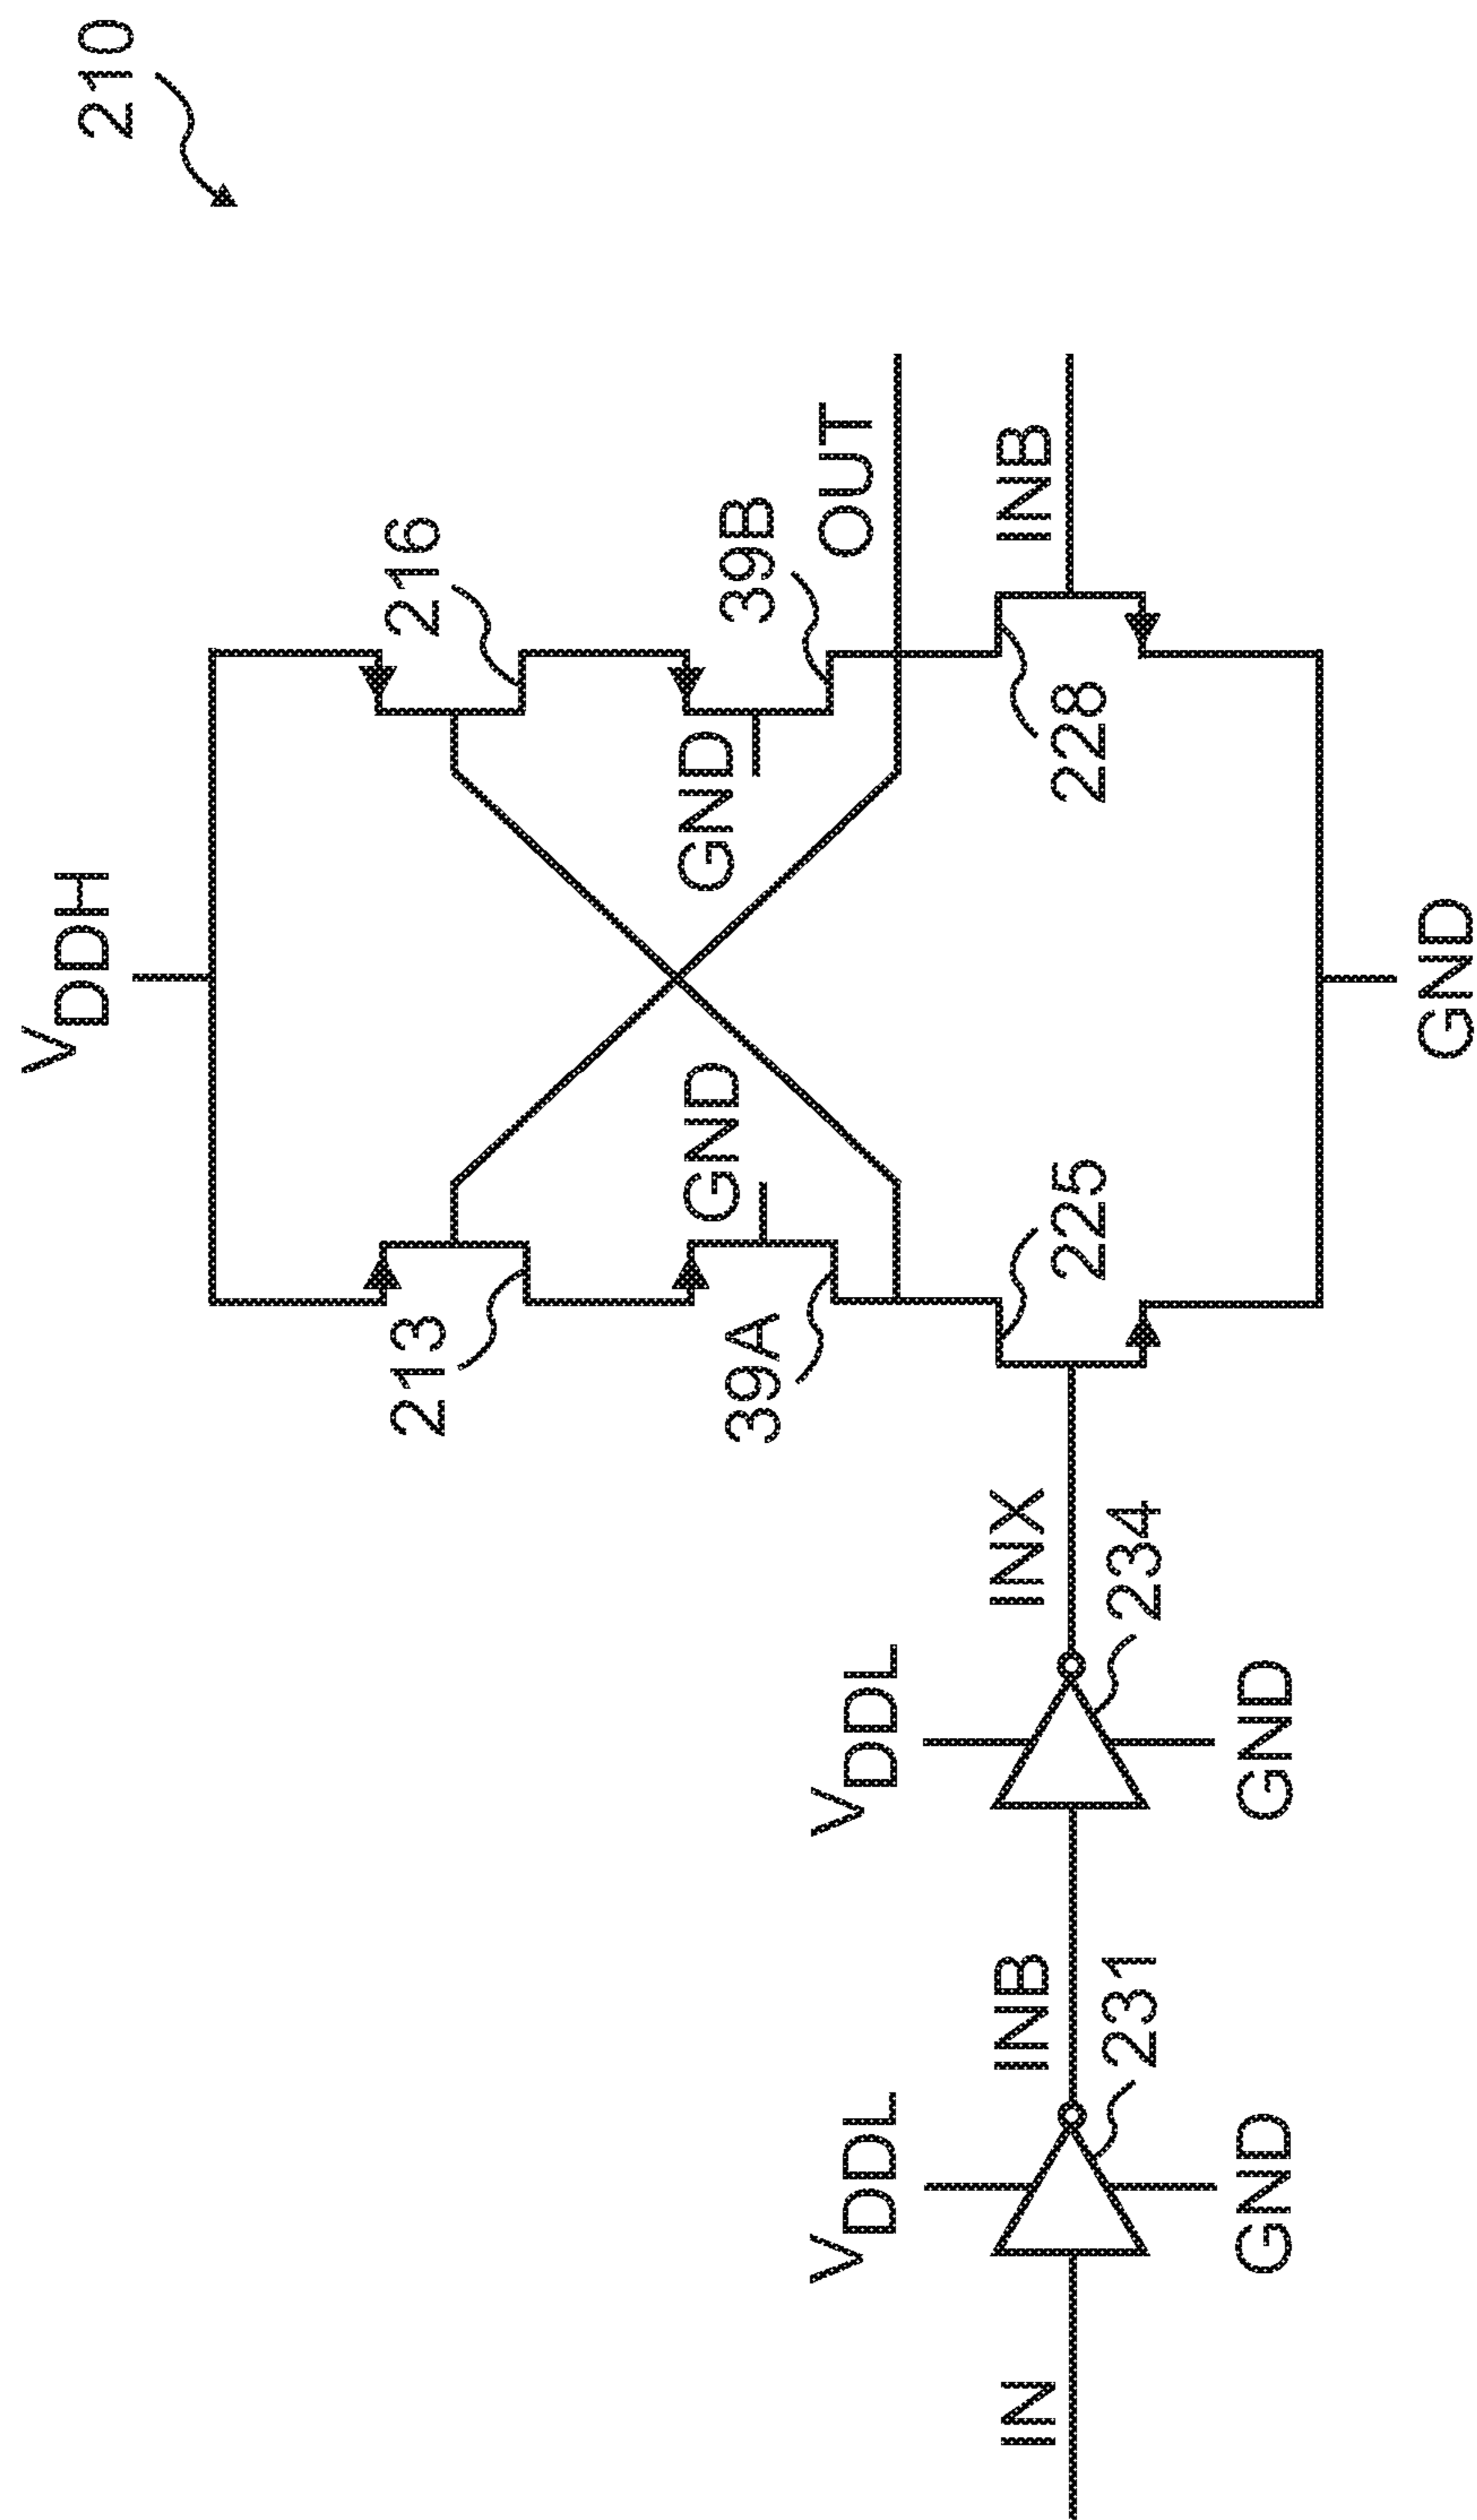 210
VDDH
216
213
GND
GND
39B
39A
OUT
INB
228
225
GND
INX
234
VDDL
GND
INB
231
VDDL
GND
IN